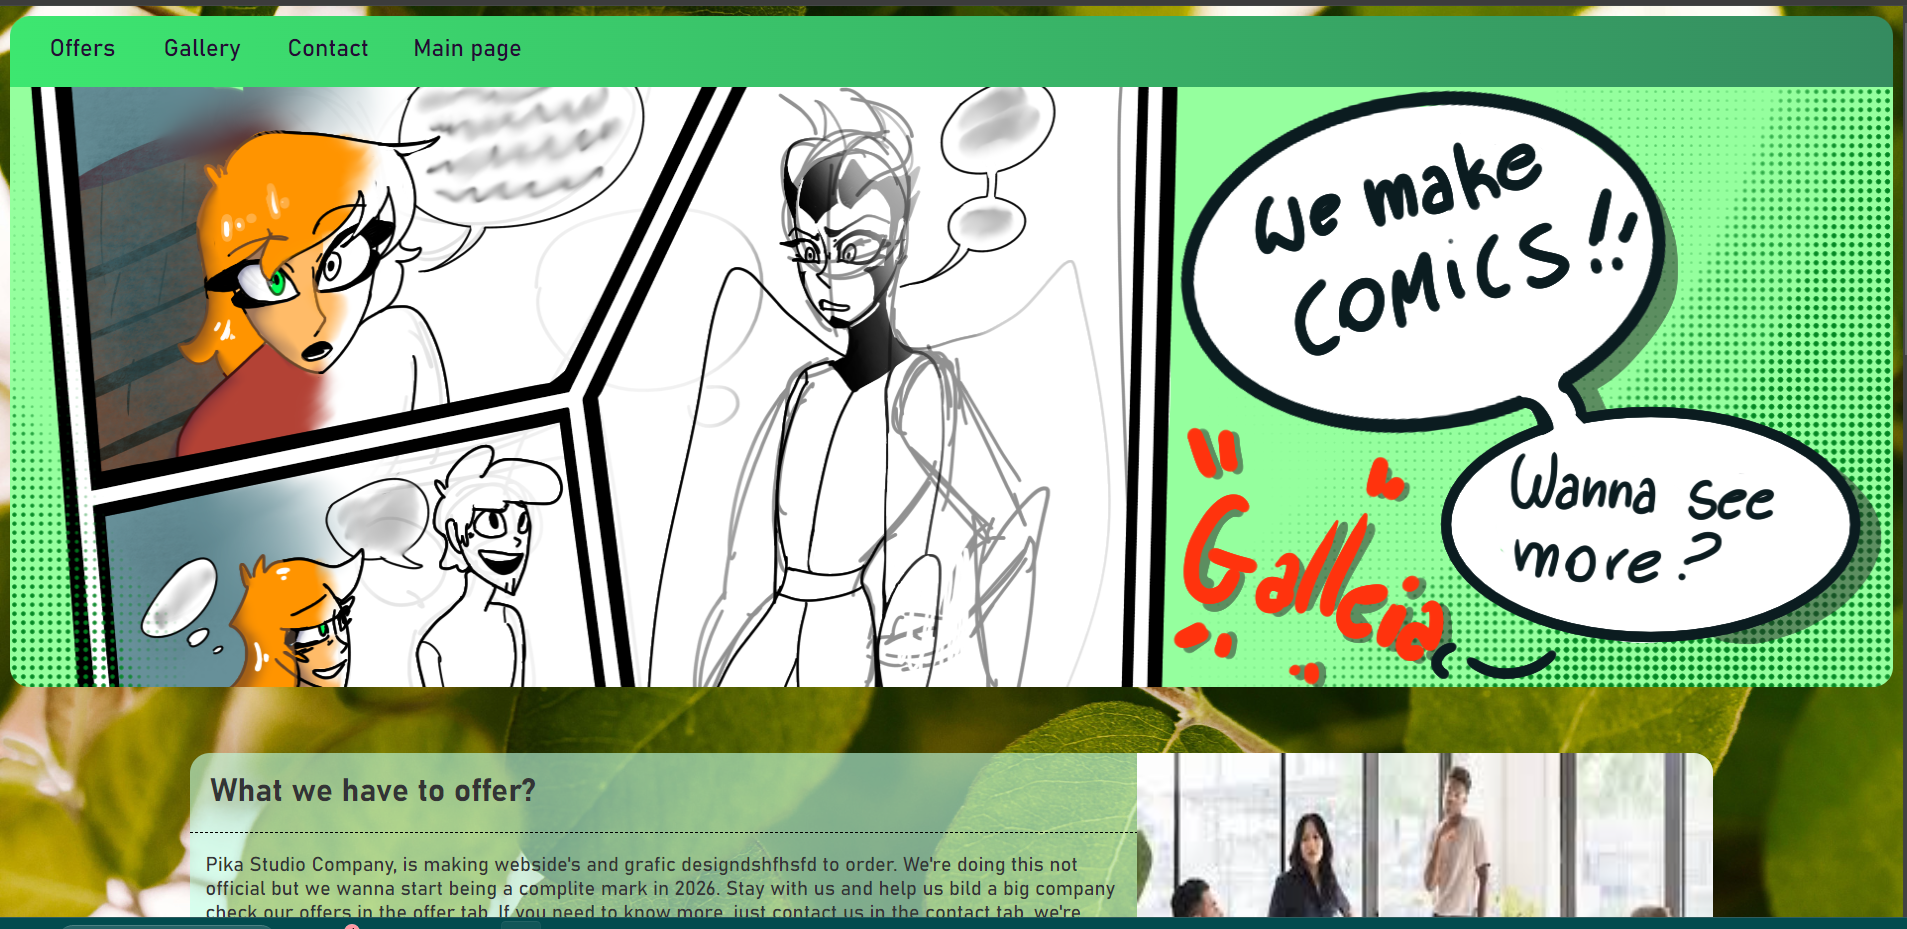 Offers Gallery Contact Main page
We make
COMICS!!
Wanna see
more?
Galleria
What we have to offer?
Pika Studio Company, is making webside's and grafic designdshfhsfd to order. We're doing this not
official but we wanna start being a complite mark in 2026. Stay with us and help us bild a big company
check our offers in the offer tab. If you need to know more, just contact us in the contact tab, we're